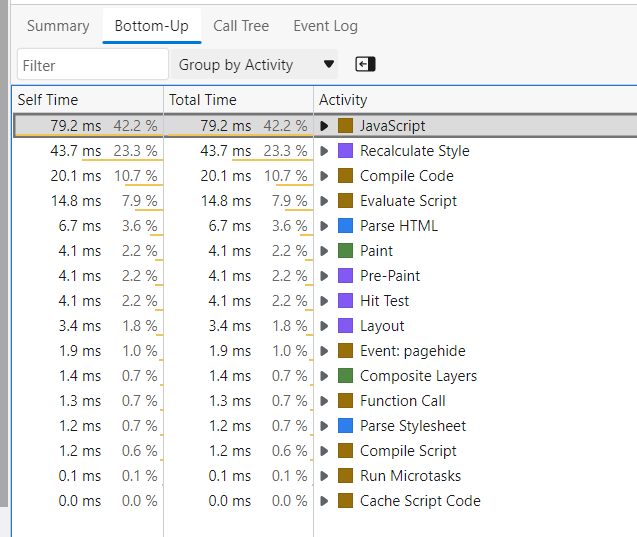 Summary Bottom-Up Call Tree Event Log
Filter Group by Activity
Self Time Total Time Activity
79.2 ms 42.2 % 79.2 ms 42.2 % JavaScript
43.7 ms 23.3 % 43.7 ms 23.3 % Recalculate Style
20.1 ms 10.7 % 20.1 ms 10.7 % Compile Code
14.8 ms 7.9 % 14.8 ms 7.9 % Evaluate Script
6.7 ms 3.6 % 6.7 ms 3.6 % Parse HTML
4.1 ms 2.2 % 4.1 ms 2.2 % Paint
4.1 ms 2.2 % 4.1 ms 2.2 % Pre-Paint
4.1 ms 2.2 % 4.1 ms 2.2 % Hit Test
3.4 ms 1.8 % 3.4 ms 1.8 % Layout
1.9 ms 1.0 % 1.9 ms 1.0 % Event: pagehide
1.4 ms 0.7 % 1.4 ms 0.7 % Composite Layers
1.3 ms 0.7 % 1.3 ms 0.7 % Function Call
1.2 ms 0.7 % 1.2 ms 0.7 % Parse Stylesheet
1.2 ms 0.6 % 1.2 ms 0.6 % Compile Script
0.1 ms 0.1 % 0.1 ms 0.1 % Run Microtasks
0.0 ms 0.0 % 0.0 ms 0.0 % Cache Script Code